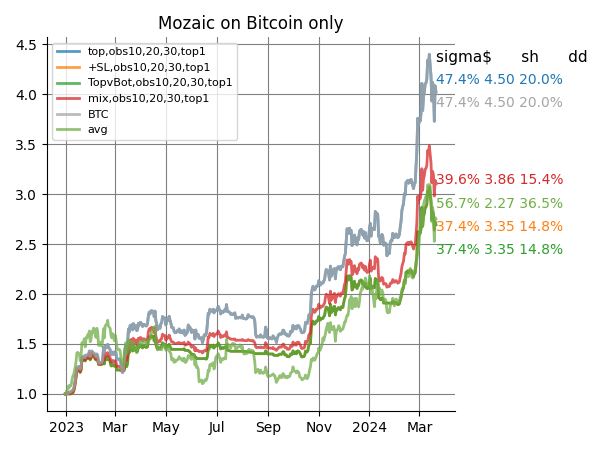 Mozaic on Bitcoin only
4.5
4.0
3.5
3.0
2.5
2.0
1.5
1.0
top,obs10,20,30,top1
+SL,obs10,20,30,top1
TopvBot,obs10,20,30,top1
mix,obs10,20,30,top1
BTC
avg
sigma$ sh dd
47.4% 4.50 20.0%
47.4% 4.50 20.0%
39.6% 3.86 15.4%
56.7% 2.27 36.5%
37.4% 3.35 14.8%
37.4% 3.35 14.8%
2023 Mar May Jul Sep Nov 2024 Mar